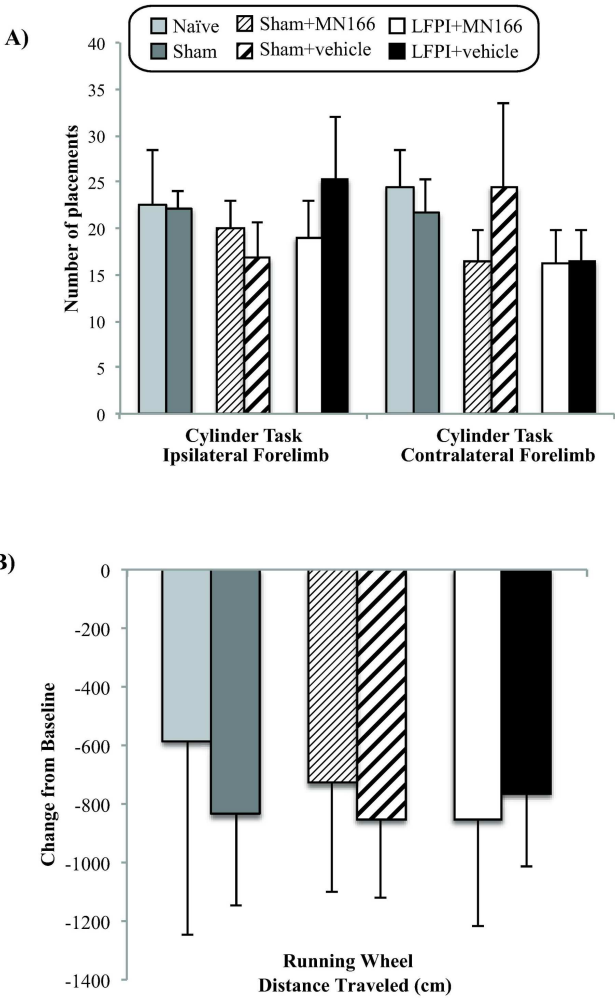 A)
Naïve Sham+MN166 LFPI+MN166
Sham Sham+vehicle LFPI+vehicle
40
35
30
25
20
15
10
5
0
Number of placements
Cylinder Task Cylinder Task
Ipsilateral Forelimb Contralateral Forelimb
B)
0
-200
-400
-600
-800
-1000
-1200
-1400
Change from Baseline
Running Wheel
Distance Traveled (cm)